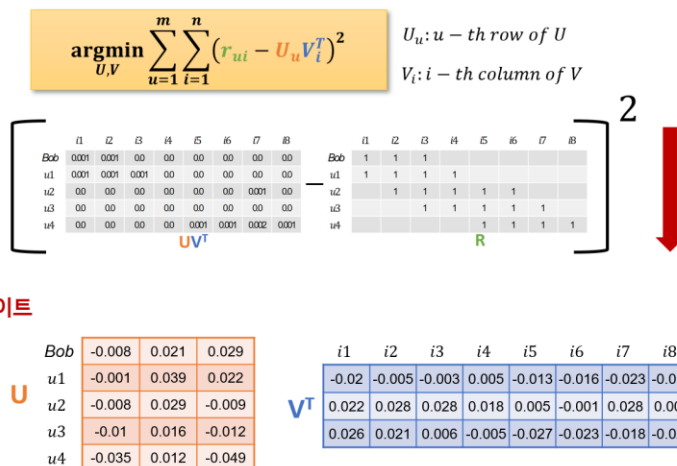 argmin U,V ∑ u=1 m ∑ i=1 n (r_ui − U_u V_i^T)^2
U_u: u − th row of U
V_i: i − th column of V
2
i1 i2 i3 i4 i5 i6 i7 i8
Bob 0.001 0.001 0.0 0.0 0.0 0.0 0.0 0.0
u1 0.001 0.001 0.001 0.0 0.0 0.0 0.0 0.0
u2 0.0 0.0 0.0 0.0 0.0 0.0 0.001 0.0
u3 0.0 0.0 0.0 0.0 0.0 0.0 0.0 0.0
u4 0.0 0.0 0.0 0.0 0.001 0.001 0.002 0.001
UV^T
—
i1 i2 i3 i4 i5 i6 i7 i8
Bob 1 1 1
u1 1 1 1 1
u2 1 1 1 1 1
u3 1 1 1 1 1
u4 1 1 1 1
R
이트
U
Bob -0.008 0.021 0.029
u1 -0.001 0.039 0.022
u2 -0.008 0.029 -0.009
u3 -0.01 0.016 -0.012
u4 -0.035 0.012 -0.049
V^T
i1 i2 i3 i4 i5 i6 i7 i8
-0.02 -0.005 -0.003 0.005 -0.013 -0.016 -0.023
0.022 0.028 0.028 0.018 0.005 -0.001 0.028
0.026 0.021 0.006 -0.005 -0.027 -0.023 -0.018